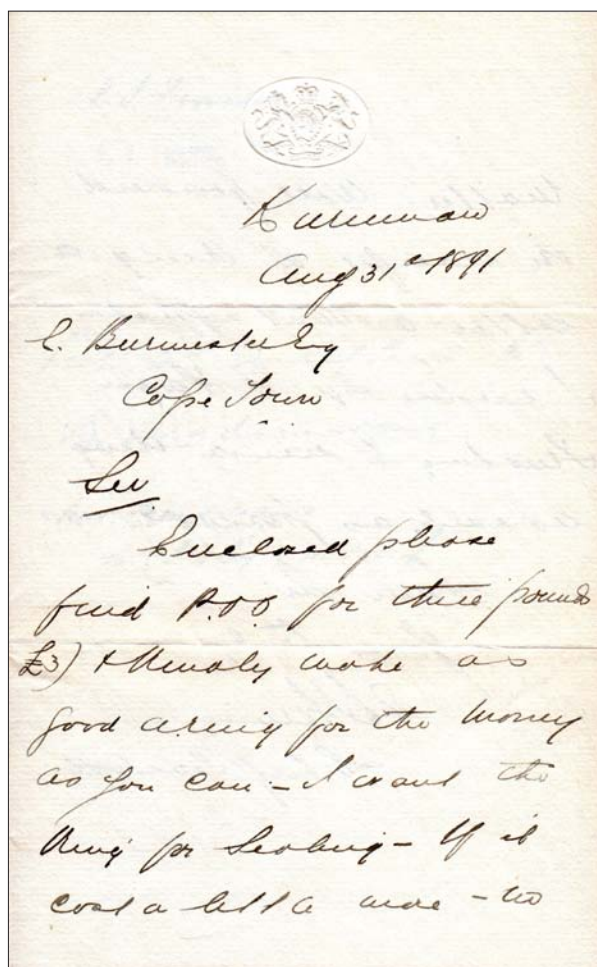 Kuruman
Aug 31st 1891
C. Burmester Esq
Cape Town
Sir
Enclosed please
find P.O.O. for three pounds
£3) & kindly make as
good a ring for the money
as you can - I want the
Ring for Sealing - If it
cost a little more - no